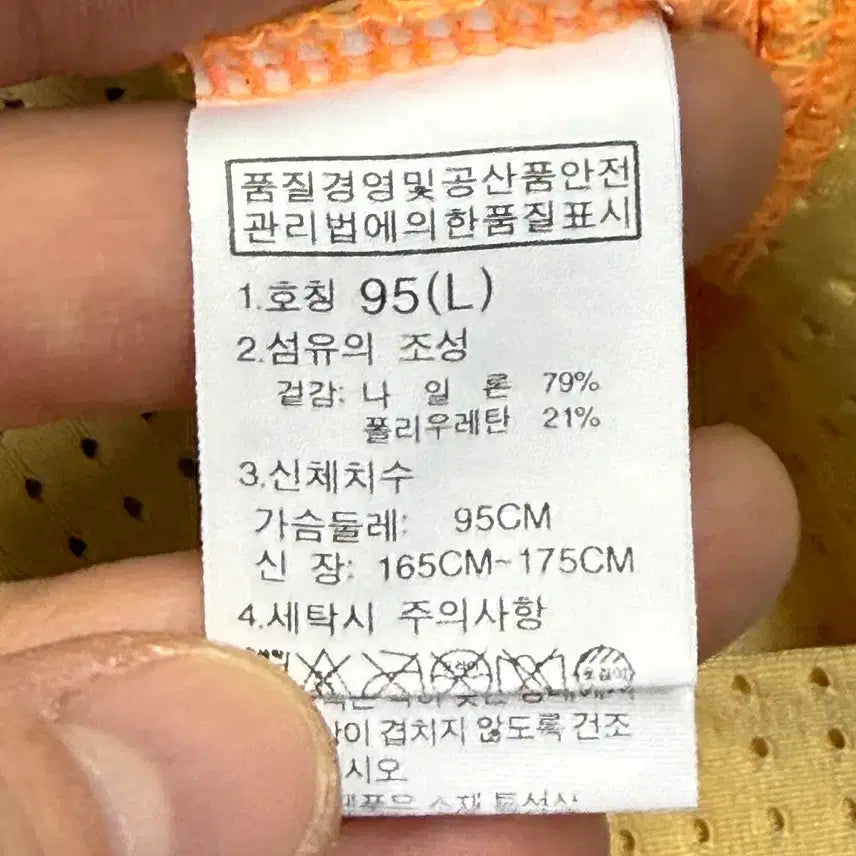 품질경영및공산품안전
관리법에의한품질표시
1.호칭 95(L)
2.섬유의 조성
겉감: 나 일 론 79%
폴리우레탄 21%
3.신체치수
가슴둘레: 95CM
신 장: 165CM~175CM
4.세탁시 주의사항
겹치지 않도록 건조
시오